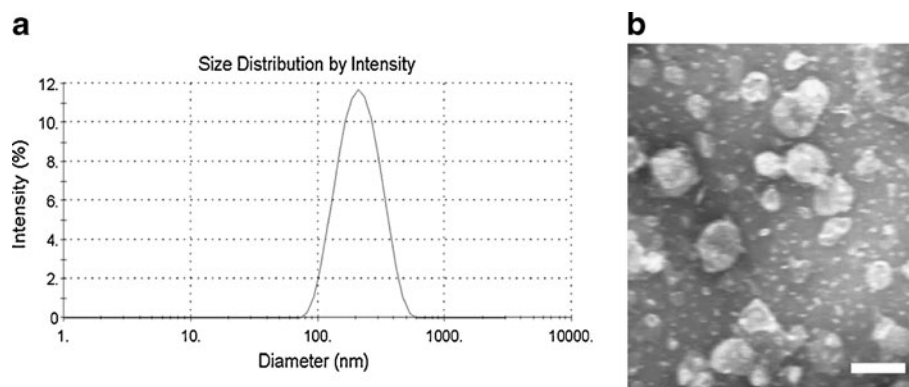 a
Size Distribution by Intensity
12.
10.
8.
6.
4.
2.
0
Intensity (%)
1. 10. 100. 1000. 10000.
Diameter (nm)
b